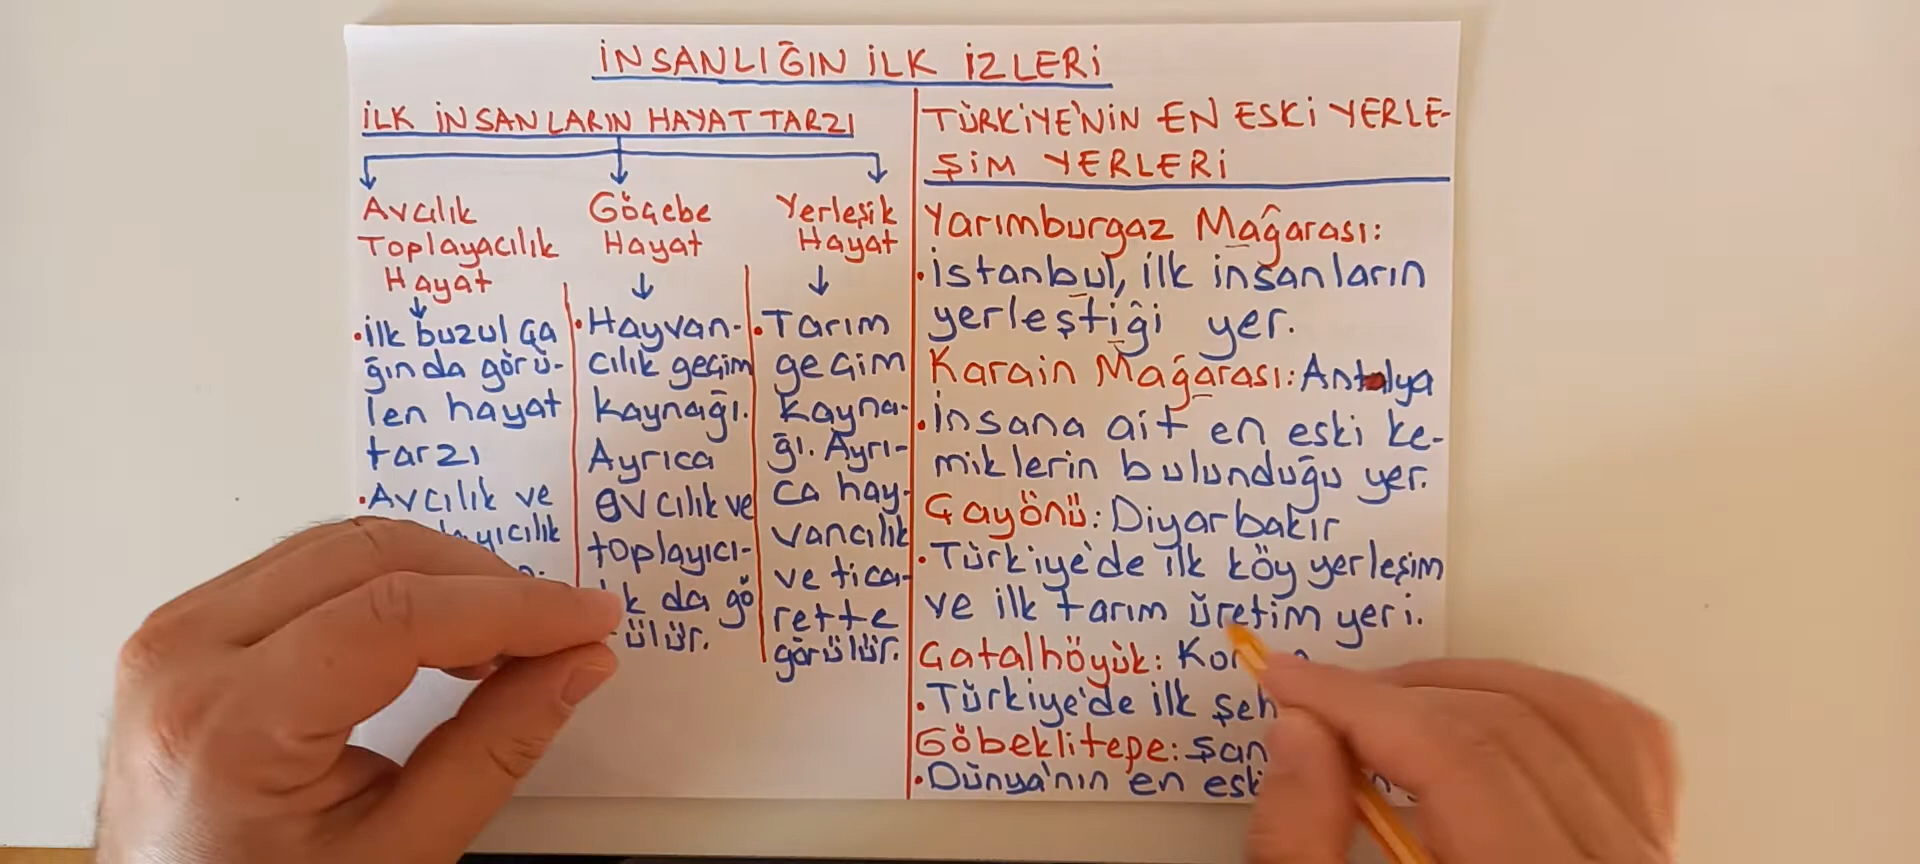 İNSANLIĞIN İLK İZLERİ
İLK İNSANLARIN HAYAT TARZI
Avcılık
Toplayacılık
Hayat
•İlk buzul ça
ğında görü-
len hayat
tarzı
•Avcılık ve
Göçebe
Hayat
•Hayvan-
cılık geçim
kaynağı.
Ayrıca
avcılık ve
toplayıcı-
da gö
Yerleşik
Hayat
•Tarım
geçim
kayna-
ğı. Ayrı-
ca hay-
vancılık
ve tica-
rette
görülür.
TÜRKİYE'NİN EN ESKİ YERLE-
ŞİM YERLERİ
Yarımburgaz Mağarası:
•İstanbul, ilk insanların
yerleştiği yer.
Karain Mağarası: Antalya
•İnsana ait en eski ke-
miklerin bulunduğu yer.
Çayönü: Diyarbakır
•Türkiye'de ilk köy yerleşim
ve ilk tarım üretim yeri.
Çatalhöyük:
•Türkiye'de ilk
Göbeklitepe:
•Dünya'nın en